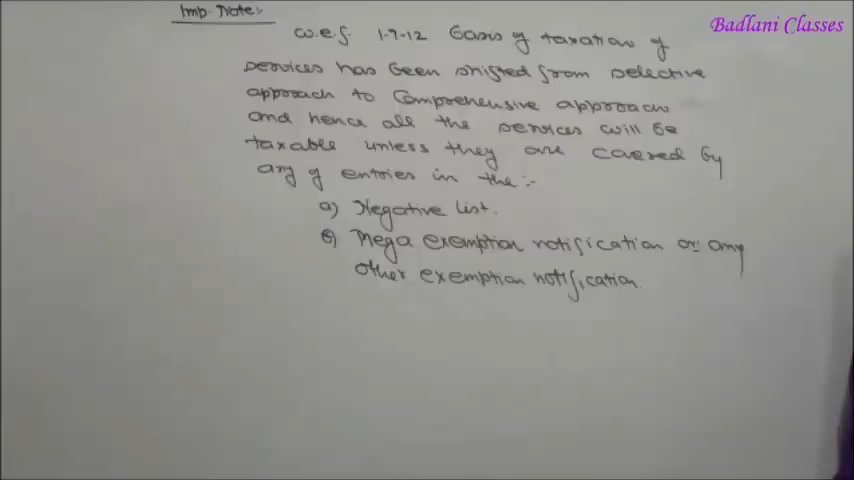 Imp. Note:-
Badlani Classes
w.e.f. 1-7-12 Basis of taxation of
services has been shifted from selective
approach to Comprehensive approach
and hence all the services will be
taxable unless they are covered by
any of entries in the :-
a) Negative list.
b) Mega exemption notification or any
other exemption notification.